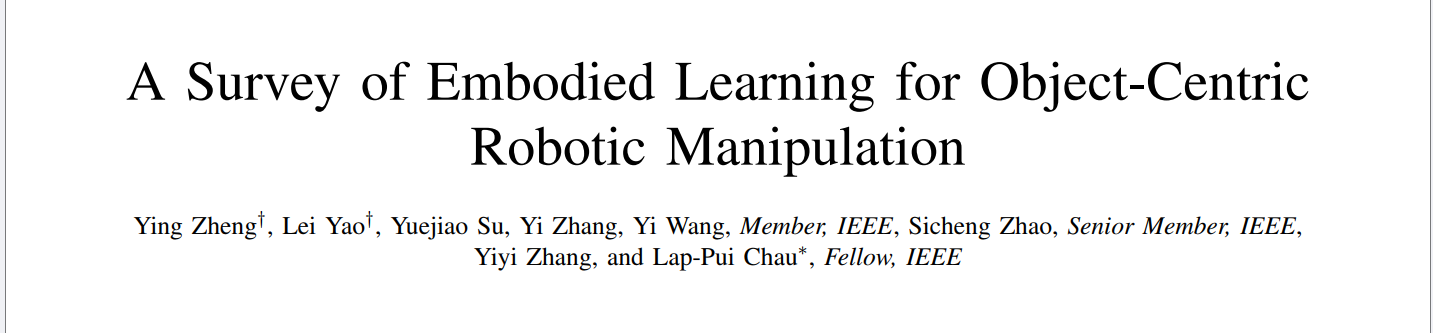 A Survey of Embodied Learning for Object-Centric
Robotic Manipulation
Ying Zheng†, Lei Yao†, Yuejiao Su, Yi Zhang, Yi Wang, Member, IEEE, Sicheng Zhao, Senior Member, IEEE,
Yiyi Zhang, and Lap-Pui Chau*, Fellow, IEEE